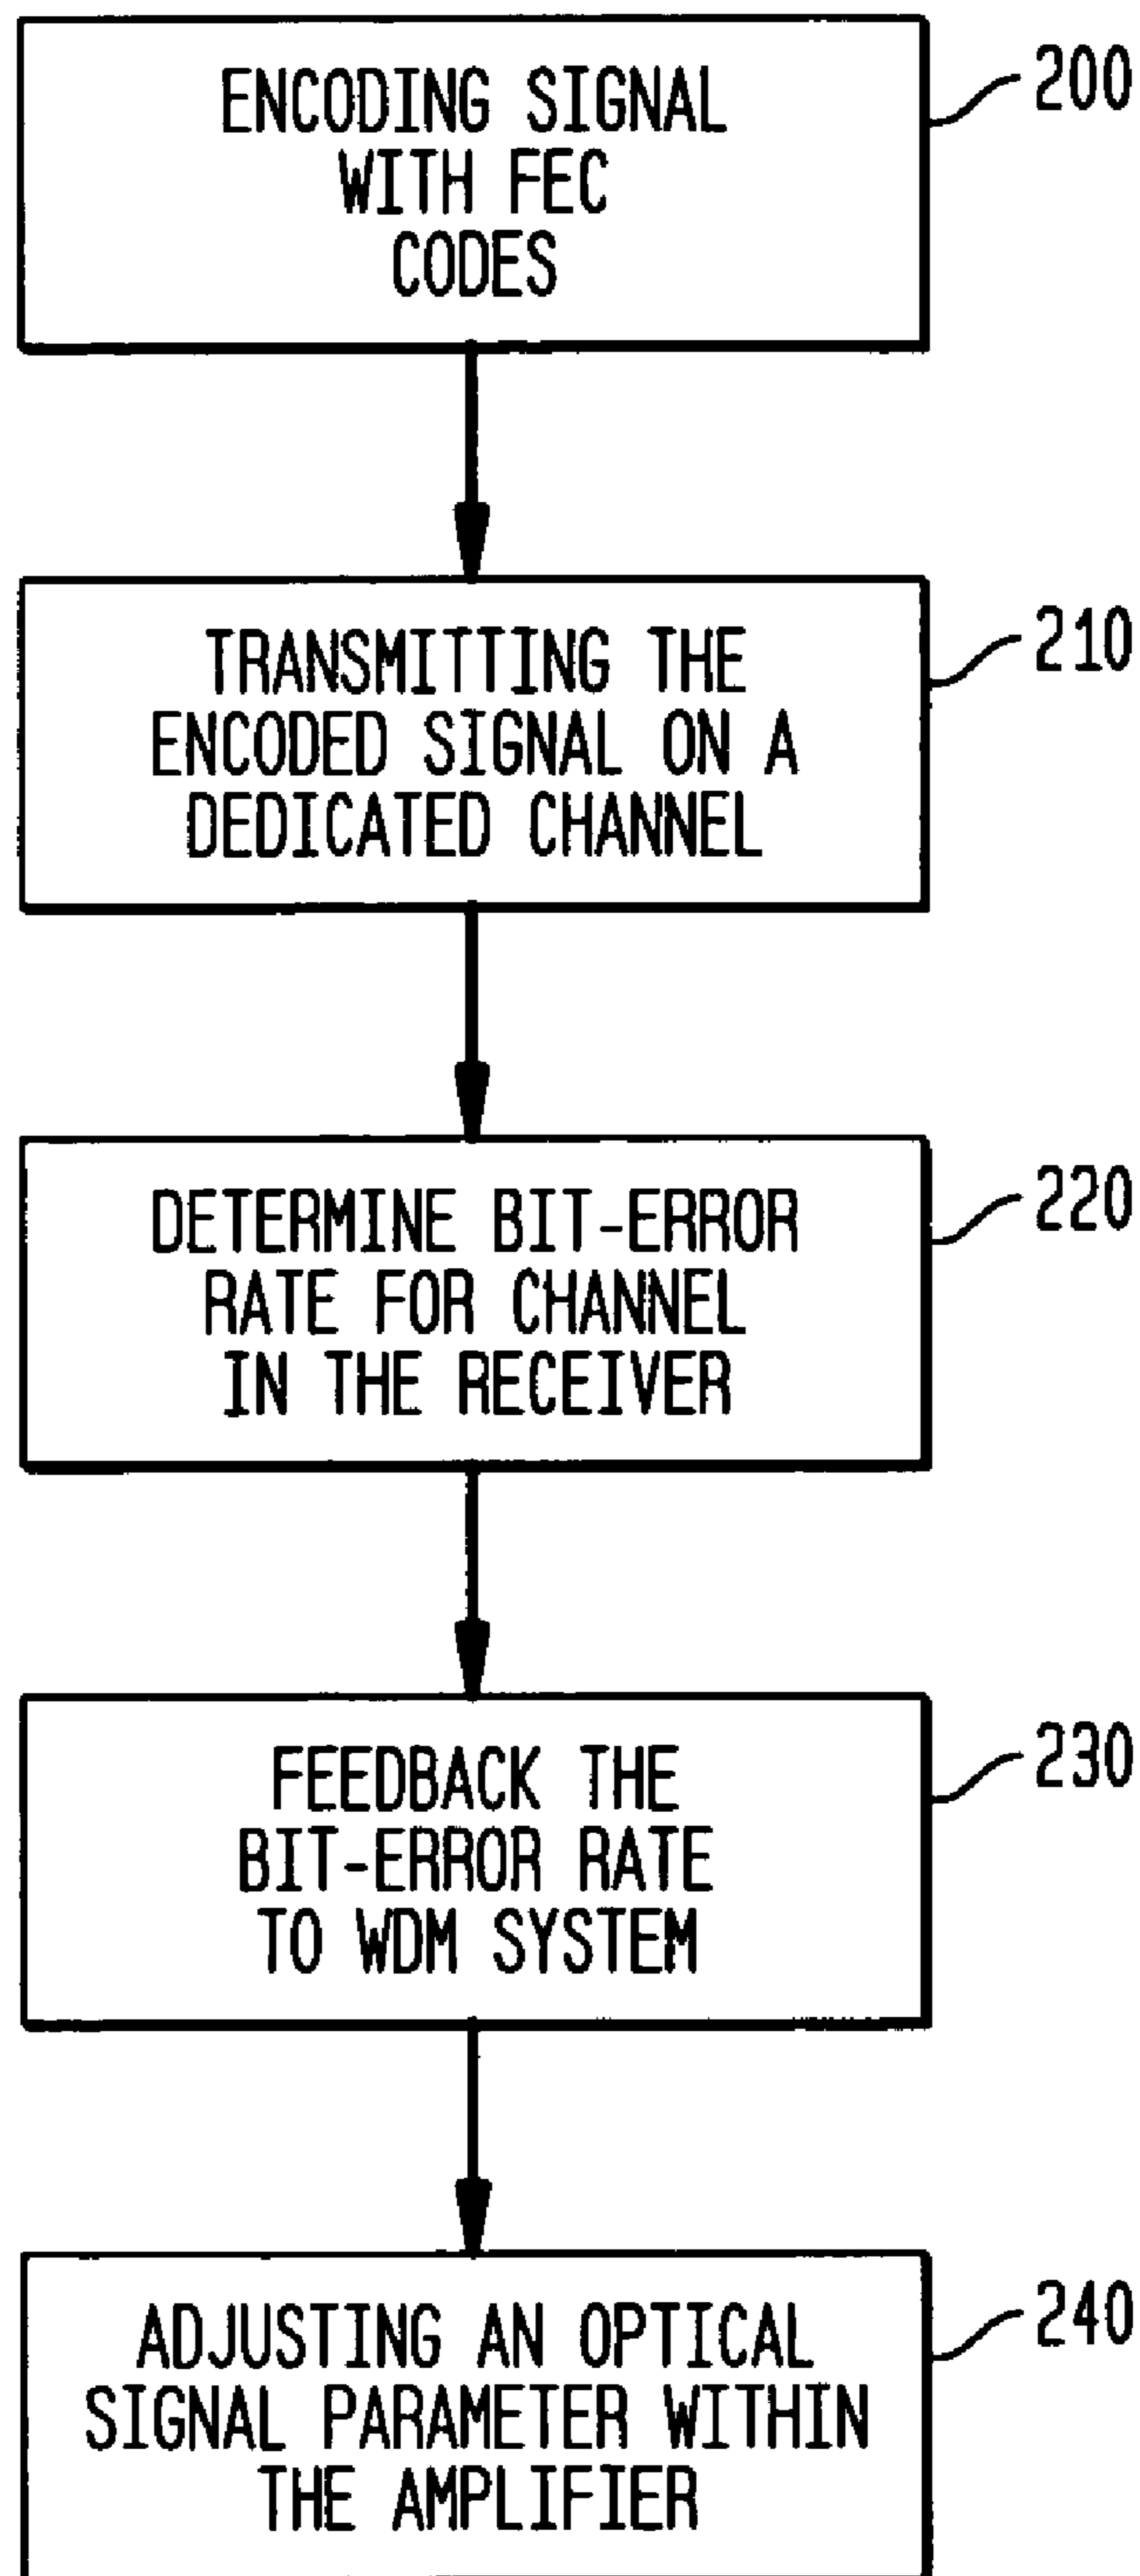 ENCODING SIGNAL
WITH FEC
CODES
200
TRANSMITTING THE
ENCODED SIGNAL ON A
DEDICATED CHANNEL
210
DETERMINE BIT-ERROR
RATE FOR CHANNEL
IN THE RECEIVER
220
FEEDBACK THE
BIT-ERROR RATE
TO WDM SYSTEM
230
ADJUSTING AN OPTICAL
SIGNAL PARAMETER WITHIN
THE AMPLIFIER
240